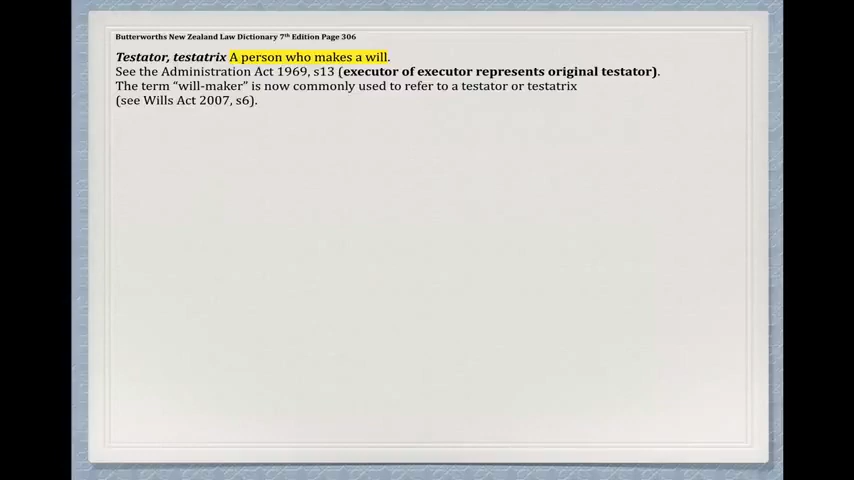 Butterworths New Zealand Law Dictionary 7th Edition Page 306
Testator, testatrix A person who makes a will.
See the Administration Act 1969, s13 (executor of executor represents original testator).
The term “will-maker” is now commonly used to refer to a testator or testatrix
(see Wills Act 2007, s6).